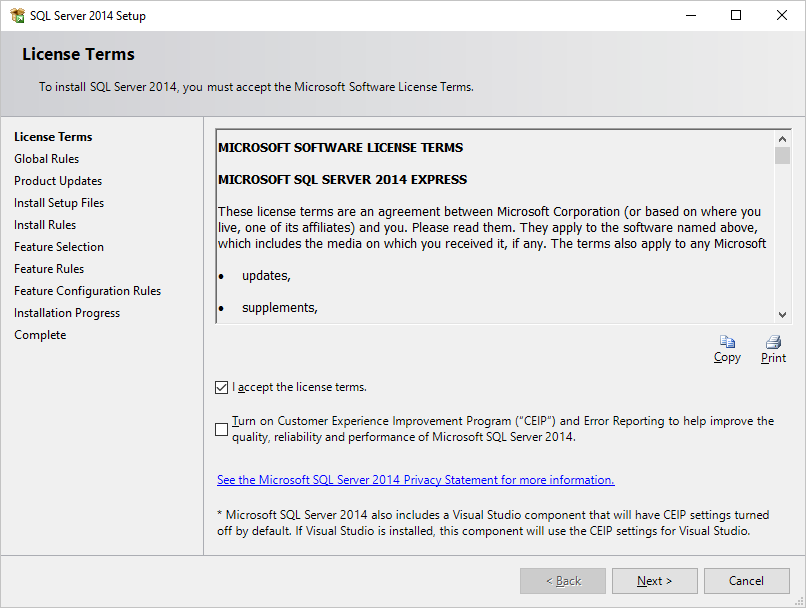 SQL Server 2014 Setup
License Terms
To install SQL Server 2014, you must accept the Microsoft Software License Terms.
License Terms
Global Rules
Product Updates
Install Setup Files
Install Rules
Feature Selection
Feature Rules
Feature Configuration Rules
Installation Progress
Complete
MICROSOFT SOFTWARE LICENSE TERMS
MICROSOFT SQL SERVER 2014 EXPRESS
These license terms are an agreement between Microsoft Corporation (or based on where you
live, one of its affiliates) and you. Please read them. They apply to the software named above,
which includes the media on which you received it, if any. The terms also apply to any Microsoft
• updates,
• supplements,
Copy
Print
I accept the license terms.
Turn on Customer Experience Improvement Program ("CEIP") and Error Reporting to help improve the
quality, reliability and performance of Microsoft SQL Server 2014.
See the Microsoft SQL Server 2014 Privacy Statement for more information.
* Microsoft SQL Server 2014 also includes a Visual Studio component that will have CEIP settings turned
off by default. If Visual Studio is installed, this component will use the CEIP settings for Visual Studio.
< Back
Next >
Cancel